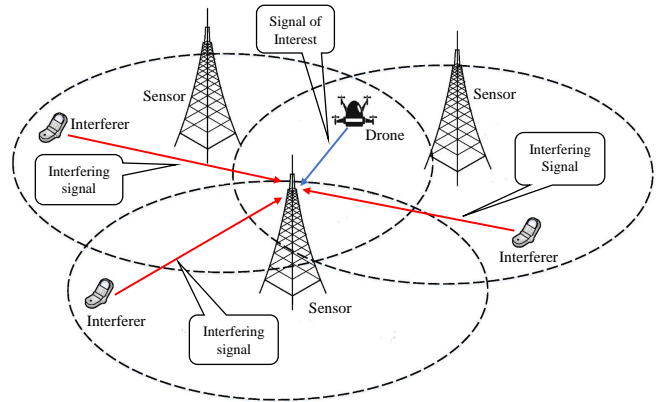 Signal of
Interest
Sensor
Sensor
Interferer
Drone
Interfering
signal
Interfering
Signal
Interferer
Sensor
Interferer
Interfering
signal